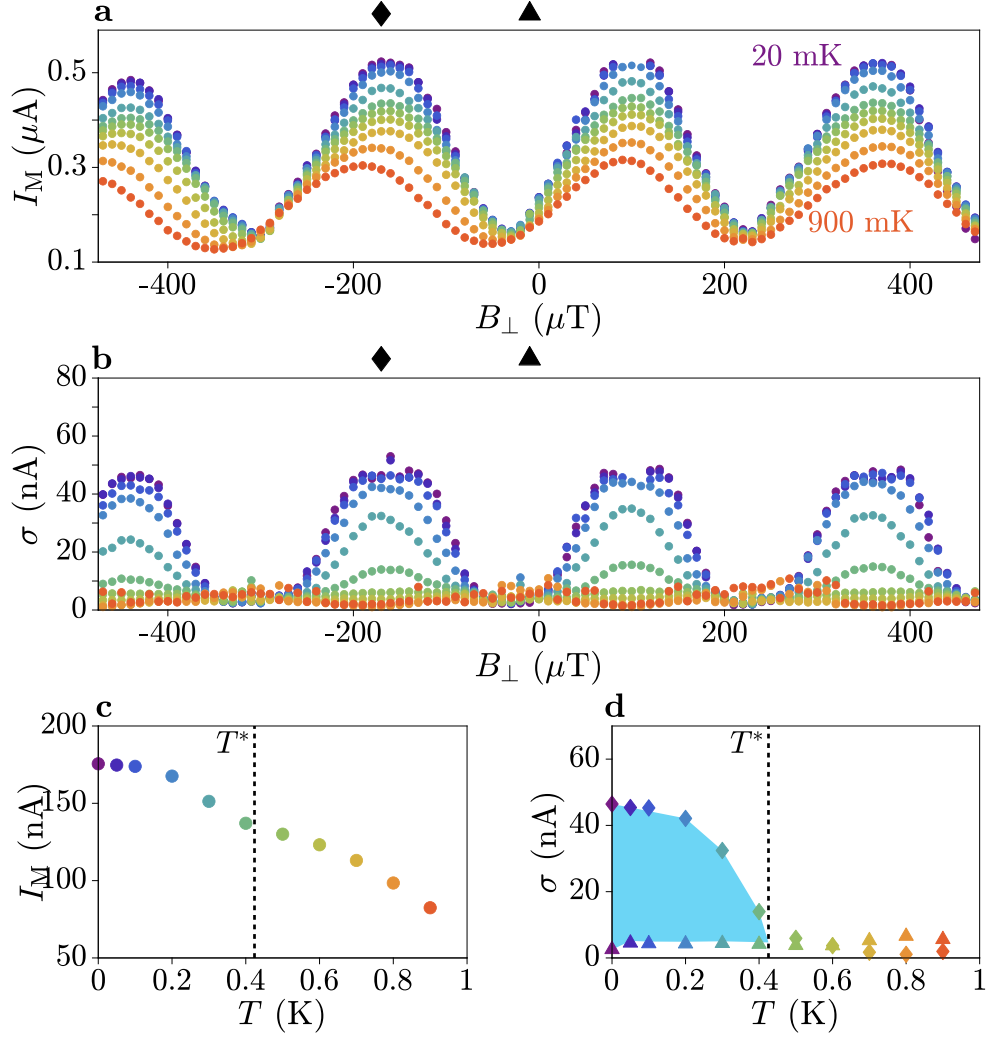 a
20 mK
900 mK
I_M (μA)
0.5
0.3
0.1
-400 -200 0 200 400
B_⊥ (μT)
b
σ (nA)
80
60
40
20
0
-400 -200 0 200 400
B_⊥ (μT)
c
T*
I_M (nA)
200
150
100
50
0 0.2 0.4 0.6 0.8 1
T (K)
d
T*
σ (nA)
60
40
20
0
0 0.2 0.4 0.6 0.8 1
T (K)